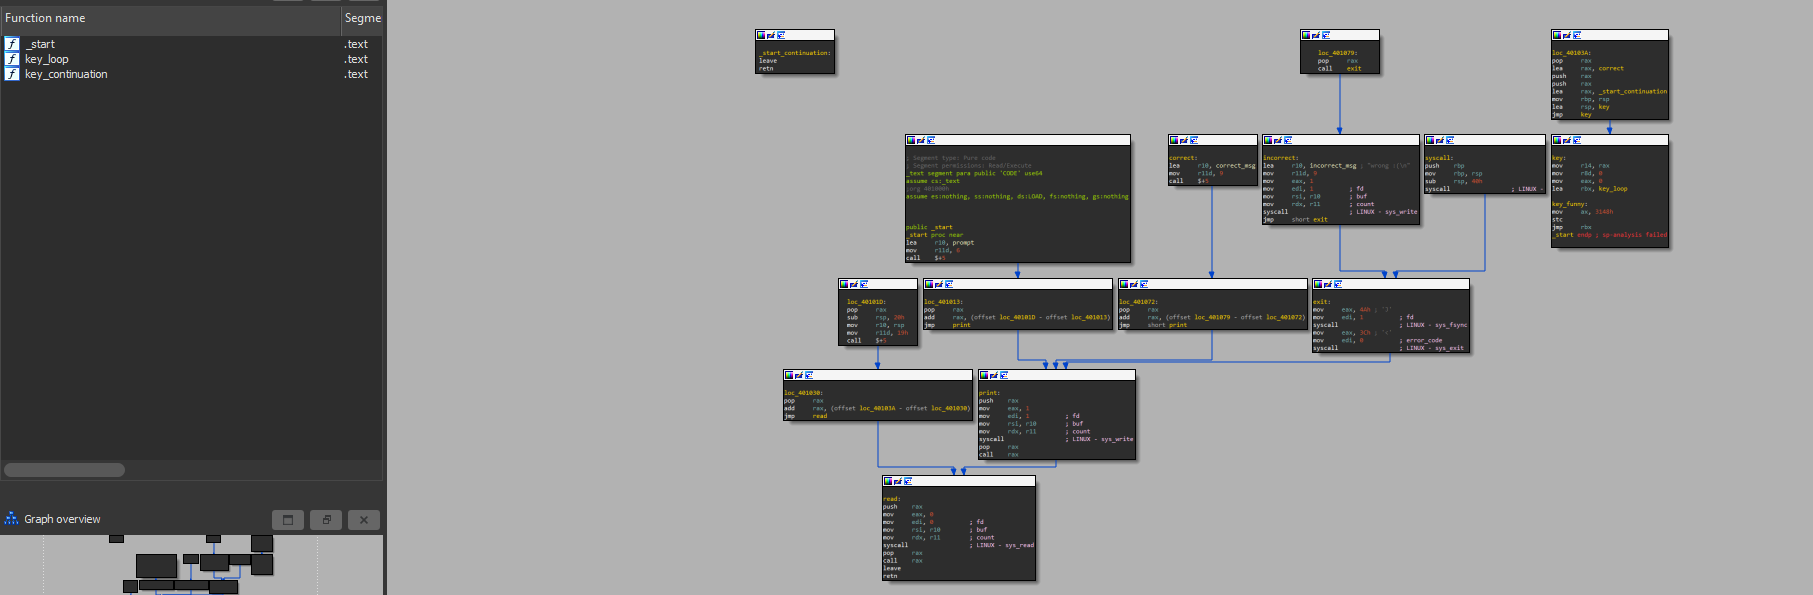 Function name
Segme
_start
.text
key_loop
.text
key_continuation
.text
Graph overview
_start_continuation:
leave
retn
loc_401079:
pop rax
call exit
loc_40103A:
pop rax
lea rax, correct
push rax
push rax
lea rax, _start_continuation
mov rbp, rsp
lea rsp, key
jmp key
; Segment type: Pure code
; Segment permissions: Read/Execute
_text segment para public 'CODE' use64
assume cs:_text
;org 401000h
assume es:nothing, ss:nothing, ds:LOAD, fs:nothing, gs:nothing
public _start
_start proc near
lea r10, prompt
mov r11d,
call $+5
correct:
lea r10, correct_msg
mov r11d, 9
call $+5
incorrect:
lea r10, incorrect_msg ; "wrong :(\n"
mov r11d, 9
mov eax, 1
mov edi, 1 ; fd
mov rsi, r10 ; buf
mov rdx, r11 ; count
syscall ; LINUX - sys_write
jmp short exit
syscall:
push rbp
mov rbp, rsp
sub rsp, 40h
syscall ; LINUX -
key:
mov r14, rax
mov r8d, 0
mov eax, 0
lea rbx, key_loop
key_funny:
mov ax, 3148h
stc
jmp rbx
_start endp ; sp-analysis failed
loc_40101D:
pop rax
sub rsp, 20h
mov r10, rsp
mov r11d, 19h
call $+5
loc_401013:
pop rax
add rax, (offset loc_40101D - offset loc_401013)
jmp print
loc_401072:
pop rax
add rax, (offset loc_401079 - offset loc_401072)
jmp short print
exit:
mov eax, 4Ah ; 'J'
mov edi, 1 ; fd
syscall ; LINUX - sys_fsync
mov eax, 3Ch ; '<'
mov edi, 0 ; error_code
syscall ; LINUX - sys_exit
loc_401030:
pop rax
add rax, (offset loc_40103A - offset loc_401030)
jmp read
print:
push rax
mov eax, 1
mov edi, 1 ; fd
mov rsi, r10 ; buf
mov rdx, r11 ; count
syscall ; LINUX - sys_write
pop rax
call rax
read:
push rax
mov eax, 0
mov edi, 0 ; fd
mov rsi, r10 ; buf
mov rdx, r11 ; count
syscall ; LINUX - sys_read
pop rax
call rax
leave
retn